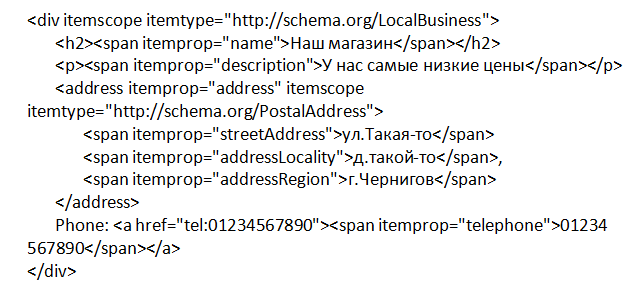 <div itemscope itemtype="http://schema.org/LocalBusiness">
<h2><span itemprop="name">Наш магазин</span></h2>
<p><span itemprop="description">У нас самые низкие цены</span></p>
<address itemprop="address" itemscope
itemtype="http://schema.org/PostalAddress">
<span itemprop="streetAddress">ул.Такая-то</span>
<span itemprop="addressLocality">д.такой-то</span>,
<span itemprop="addressRegion">г.Чернигов</span>
</address>
Phone: <a href="tel:01234567890"><span itemprop="telephone">01234
567890</span></a>
</div>